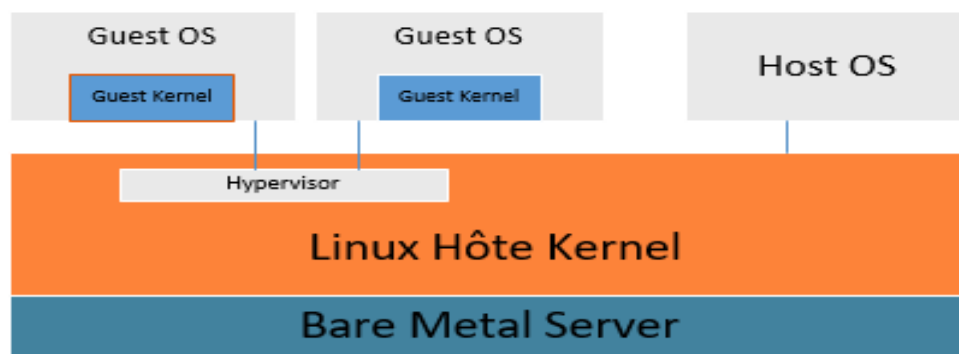 Guest OS
Guest OS
Host OS
Guest Kernel
Guest Kernel
Hypervisor
Linux Hôte Kernel
Bare Metal Server